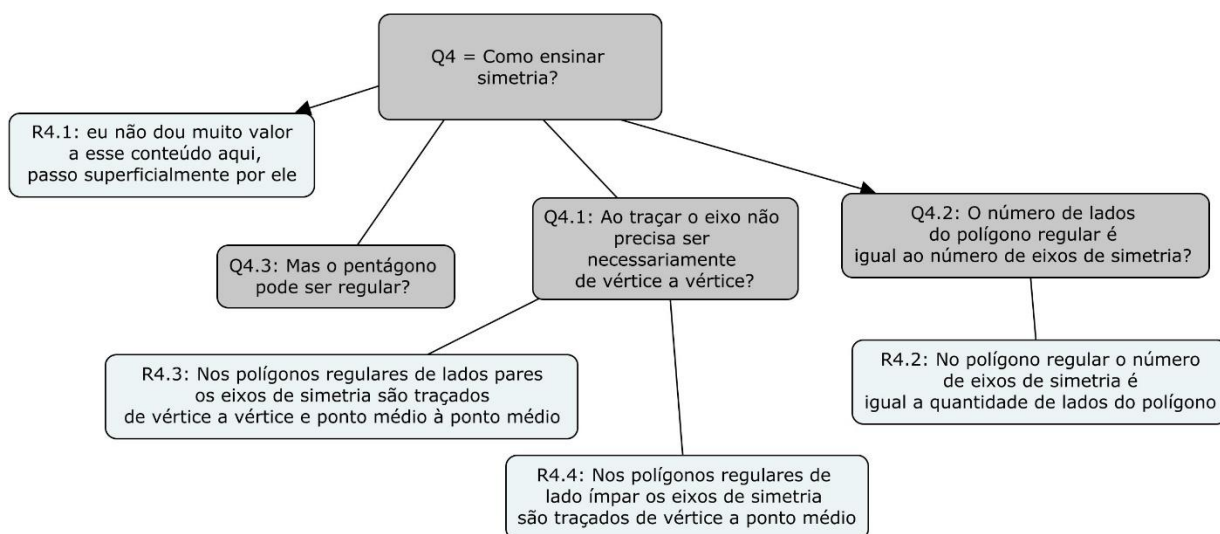 Q4 = Como ensinar
simetria?
R4.1: eu não dou muito valor
a esse conteúdo aqui,
passo superficialmente por ele
Q4.3: Mas o pentágono
pode ser regular?
Q4.1: Ao traçar o eixo não
precisa ser
necessariamente
de vértice a vértice?
Q4.2: O número de lados
do polígono regular é
igual ao número de eixos de simetria?
R4.3: Nos polígonos regulares de lados pares
os eixos de simetria são traçados
de vértice a vértice e ponto médio à ponto médio
R4.2: No polígono regular o número
de eixos de simetria é
igual a quantidade de lados do polígono
R4.4: Nos polígonos regulares de
lado ímpar os eixos de simetria
são traçados de vértice a ponto médio